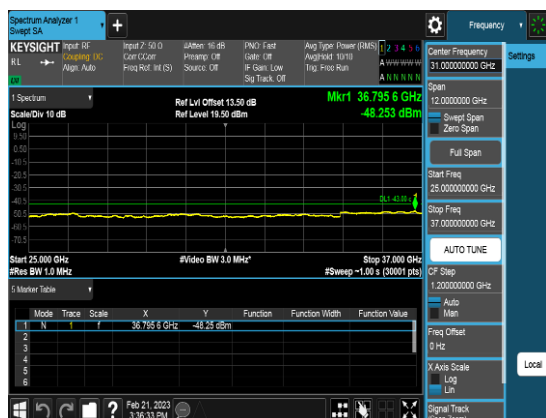 Spectrum Analyzer 1
Swept SA
Frequency
KEYSIGHT
RL
Input: RF
Coupling: DC
Align: Auto
Input Z: 50 Ω
Corr CCorr
Freq Ref: Int (S)
#Atten: 16 dB
Preamp: Off
Source: Off
PNO: Fast
Gate: Off
IF Gain: Low
Sig Track: Off
Avg Type: Power (RMS)
Avg|Hold: 10/10
Trig: Free Run
1 2 3 4 5 6
A W W W W W
A N N N N N
1 Spectrum
Scale/Div 10 dB
Ref Lvl Offset 13.50 dB
Ref Level 19.50 dBm
Mkr1 36.795 6 GHz
-48.253 dBm
Log
9.50
-0.50
-10.5
-20.5
-30.5
-40.5
-50.5
-60.5
-70.5
DL1 -43.00
Start 25.000 GHz
#Res BW 1.0 MHz
#Video BW 3.0 MHz*
Stop 37.000 GHz
#Sweep ~1.00 s (30001 pts)
5 Marker Table
Mode Trace Scale X Y Function Function Width Function Value
1 N 1 f 36.795 6 GHz -48.25 dBm
2
3
4
5
6
Feb 21, 2023
3:36:33 PM
Center Frequency
31.000000000 GHz
Span
12.0000000 GHz
Swept Span
Zero Span
Full Span
Start Freq
25.000000000 GHz
Stop Freq
37.000000000 GHz
AUTO TUNE
CF Step
1.200000000 GHz
Auto
Man
Freq Offset
0 Hz
X Axis Scale
Log
Lin
Signal Track
Settings
Local